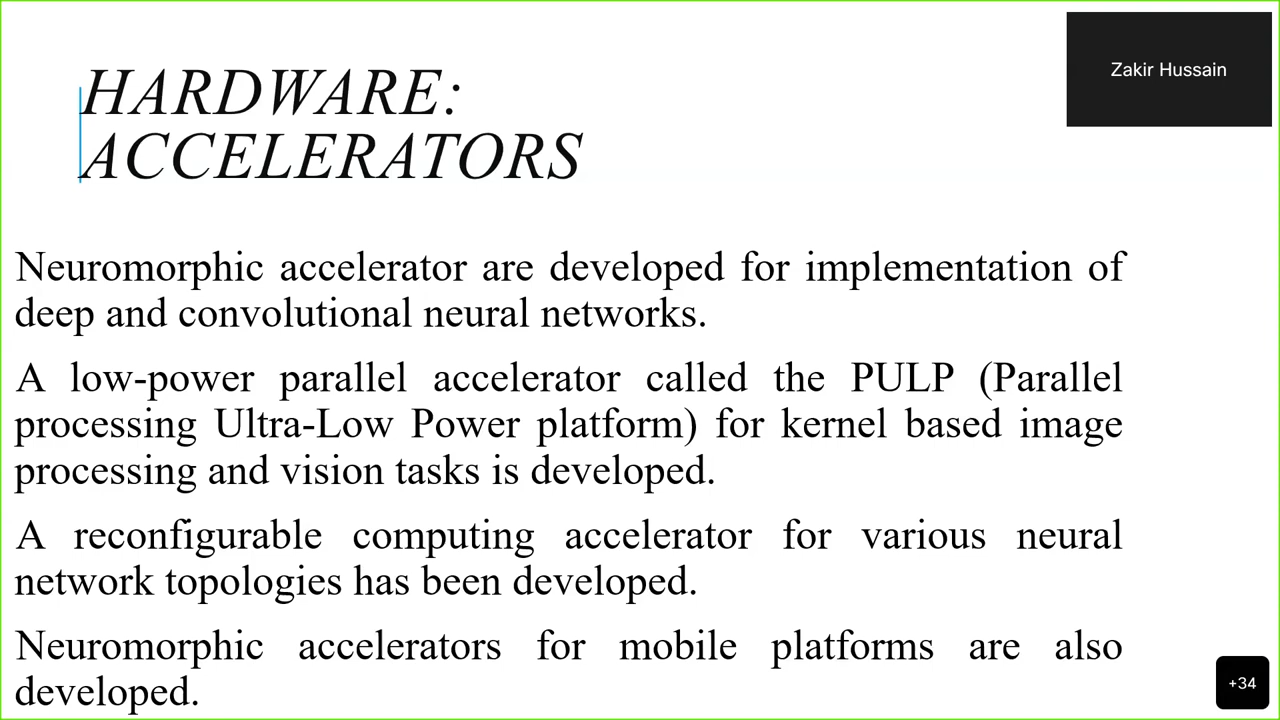 HARDWARE:
ACCELERATORS
Zakir Hussain
Neuromorphic accelerator are developed for implementation of
deep and convolutional neural networks.
A low-power parallel accelerator called the PULP (Parallel
processing Ultra-Low Power platform) for kernel based image
processing and vision tasks is developed.
A reconfigurable computing accelerator for various neural
network topologies has been developed.
Neuromorphic accelerators for mobile platforms are also
developed.
+34